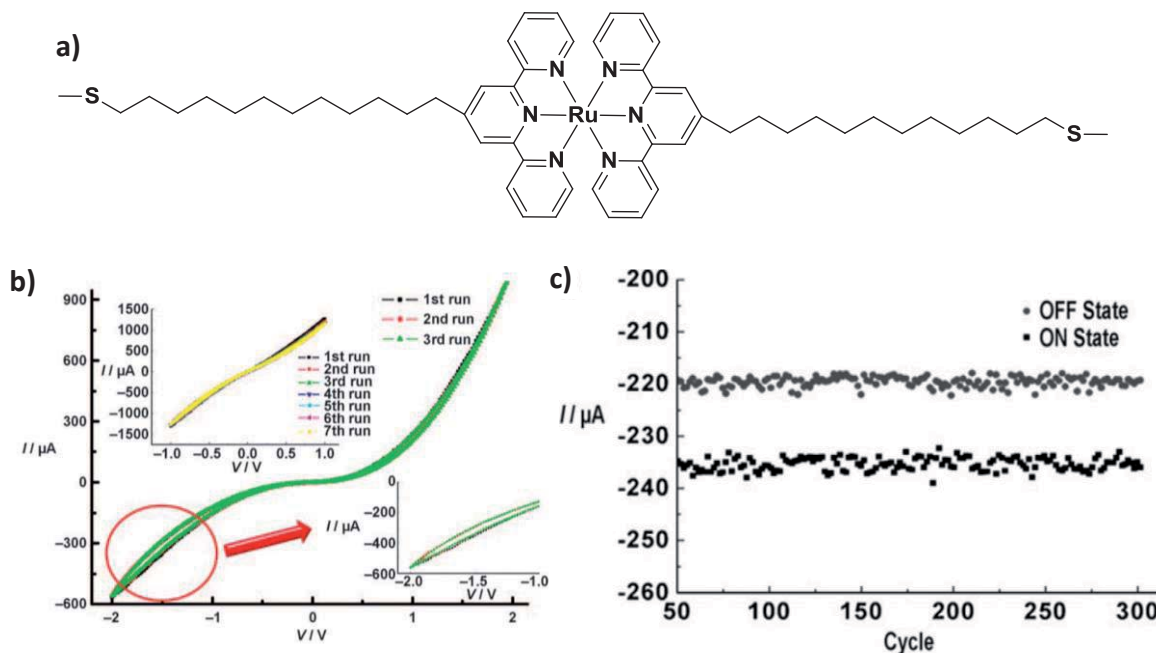 a)
S
N
N
N
Ru
N
N
N
S
b)
900
600
300
0
−300
−600
I / µA
−2
−1
0
1
2
V / V
1st run
2nd run
3rd run
1500
1000
500
0
−500
−1000
−1500
I / µA
−1.0
−0.5
0.0
0.5
1.0
V / V
1st run
2nd run
3rd run
4th run
5th run
6th run
7th run
0
−200
−400
−600
I / µA
−2.0
−1.5
−1.0
V / V
c)
-200
-210
-220
-230
-240
-250
-260
I / µA
OFF State
ON State
50
100
150
200
250
300
Cycle